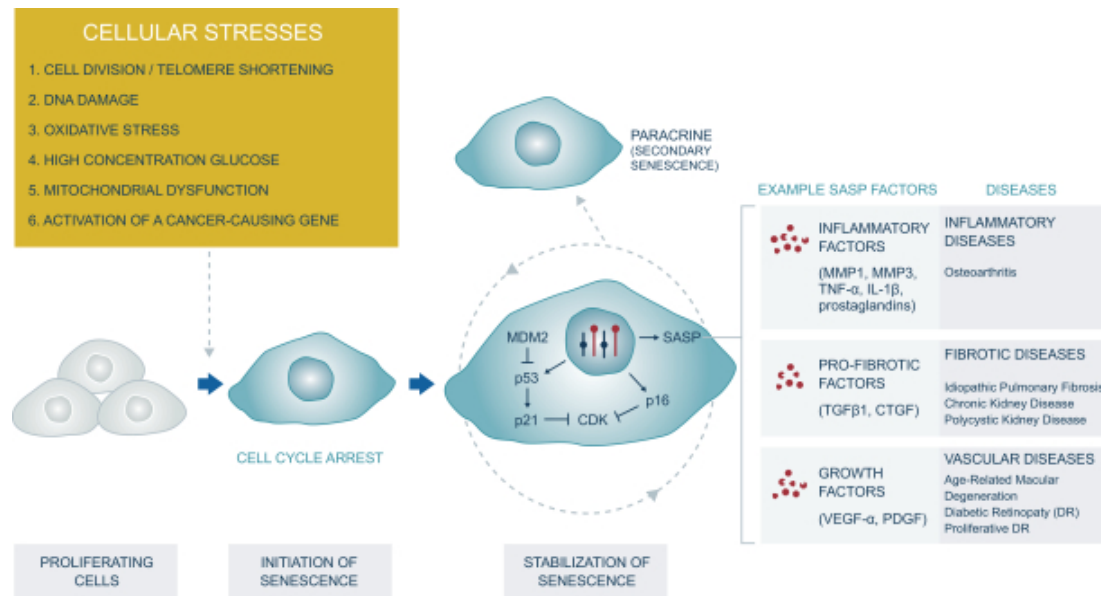 CELLULAR STRESSES
1. CELL DIVISION / TELOMERE SHORTENING
2. DNA DAMAGE
3. OXIDATIVE STRESS
4. HIGH CONCENTRATION GLUCOSE
5. MITOCHONDRIAL DYSFUNCTION
6. ACTIVATION OF A CANCER-CAUSING GENE
PARACRINE
(SECONDARY
SENESCENCE)
EXAMPLE SASP FACTORS
DISEASES
INFLAMMATORY
FACTORS
(MMP1, MMP3,
TNF-α, IL-1β,
prostaglandins)
INFLAMMATORY
DISEASES
Osteoarthritis
PRO-FIBROTIC
FACTORS
(TGFβ1, CTGF)
FIBROTIC DISEASES
Idiopathic Pulmonary Fibrosis
Chronic Kidney Disease
Polycystic Kidney Disease
GROWTH
FACTORS
(VEGF-α, PDGF)
VASCULAR DISEASES
Age-Related Macular
Degeneration
Diabetic Retinopaty (DR)
Proliferative DR
MDM2
SASP
p53
p16
p21
CDK
CELL CYCLE ARREST
PROLIFERATING
CELLS
INITIATION OF
SENESCENCE
STABILIZATION OF
SENESCENCE